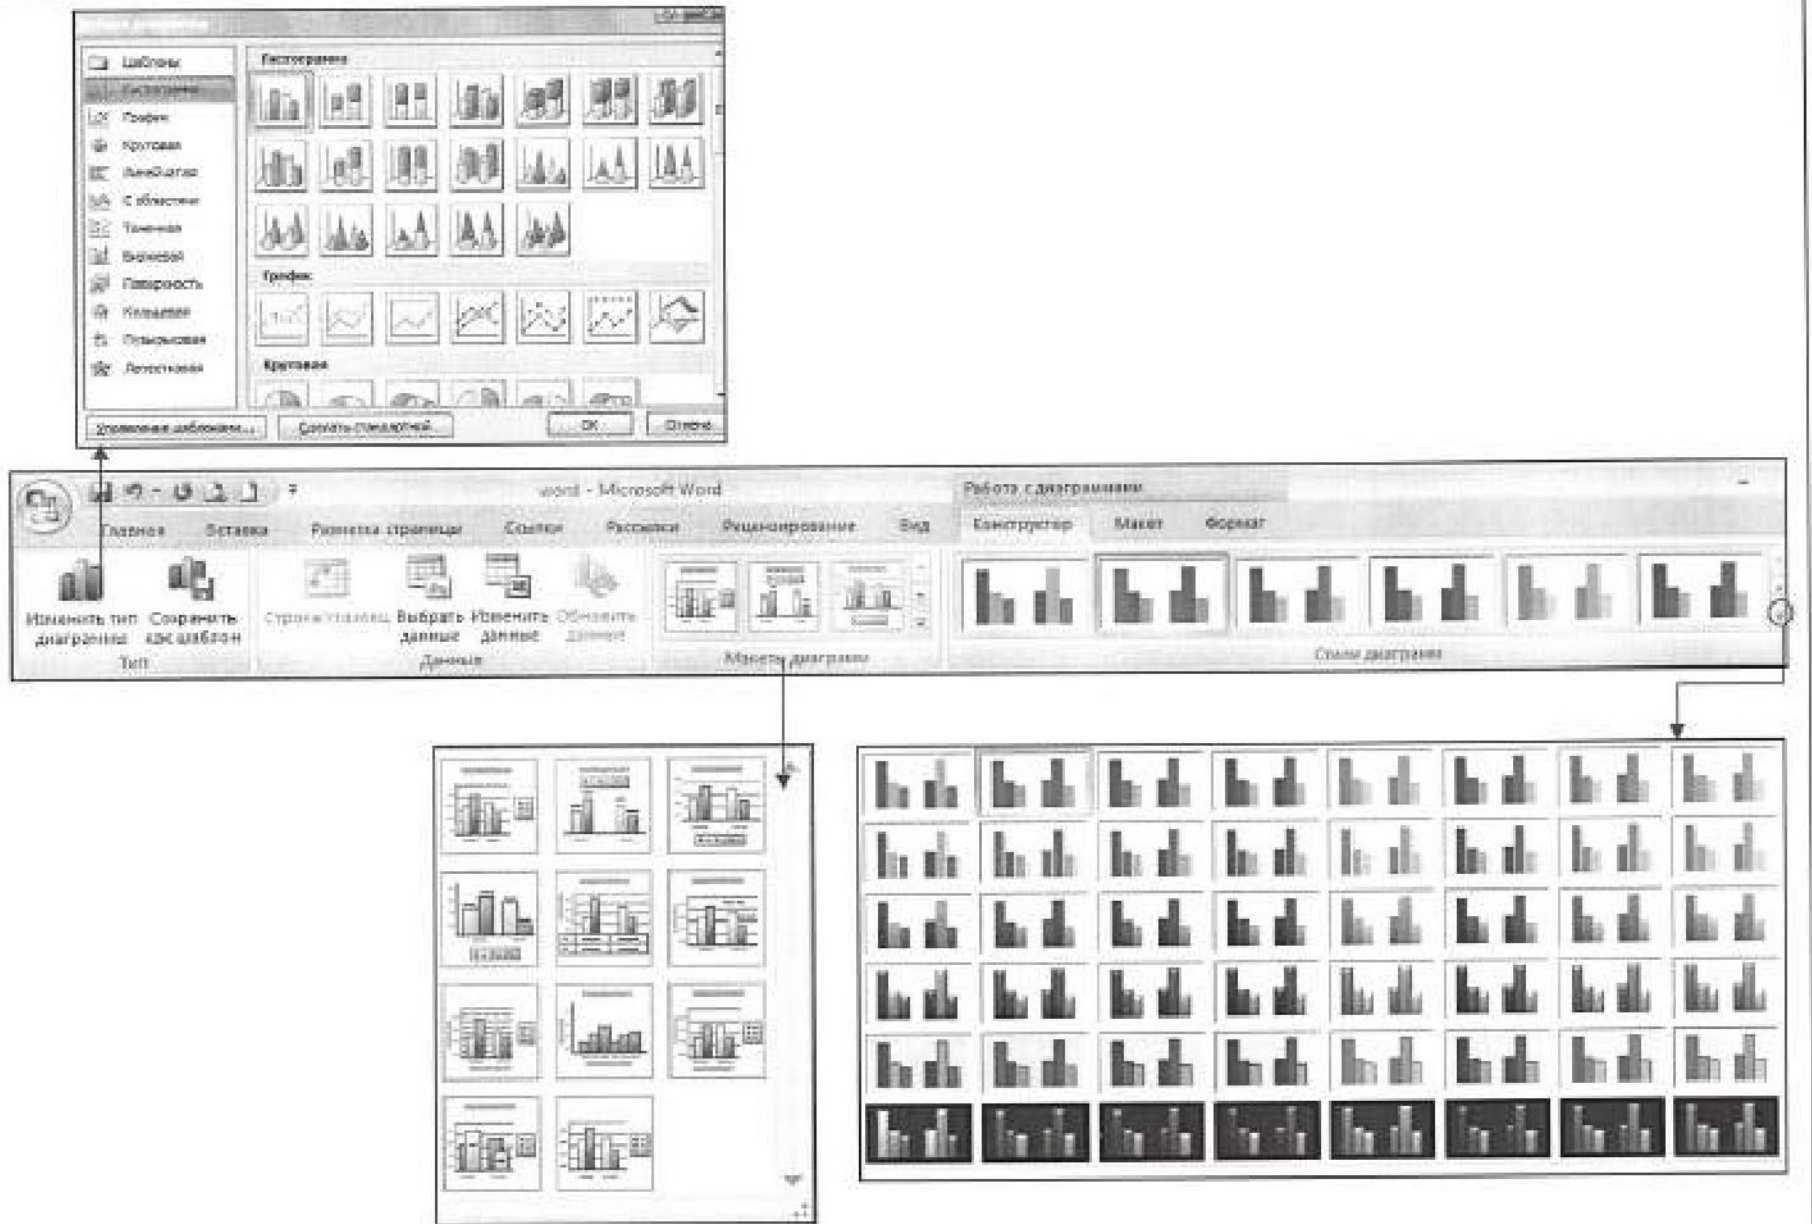 Шаблоны
Гистограмма
График
Круговая
Линейчатая
С областями
Точечная
Биржевая
Поверхность
Кольцевая
Пузырьковая
Лепестковая
Гистограмма
График
Круговая
Управление шаблонами...
Сделать стандартной
ОК
Отмена
word - Microsoft Word
Работа с диаграммами
Главная Вставка Разметка страницы Ссылки Рассылки Рецензирование Вид Конструктор Макет Формат
Изменить тип диаграммы
Сохранить как шаблон
Строка/столбец
Выбрать данные
Изменить данные
Обновить данные
Тип
Данные
Макеты диаграмм
Стили диаграмм